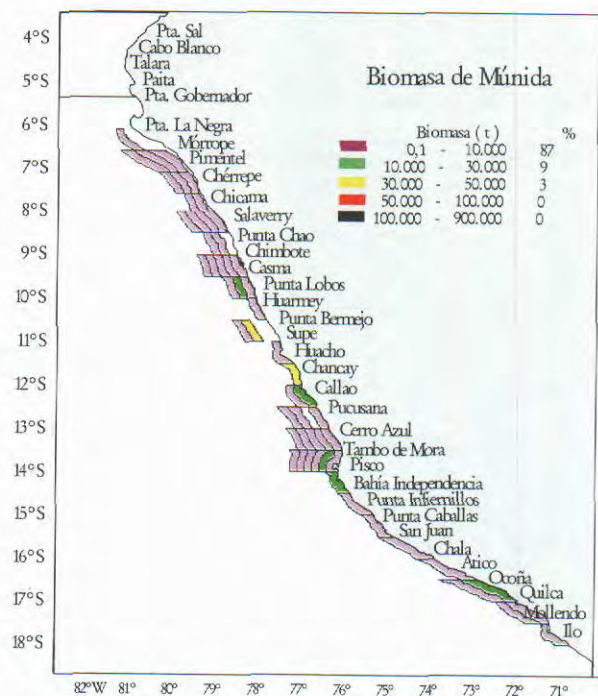 4°S
5°S
6°S
7°S
8°S
9°S
10°S
11°S
12°S
13°S
14°S
15°S
16°S
17°S
18°S
Pta. Sal
Cabo Blanco
Talara
Paita
Pta. Gobernador
Pta. La Negra
Mórrope
Pimentel
Chérrepe
Chicama
Salaverry
Punta Chao
Chimbote
Casma
Punta Lobos
Huarmey
Punta Bermejo
Supe
Huacho
Chancay
Callao
Pucusana
Cerro Azul
Tambo de Mora
Pisco
Bahía Independencia
Punta Infiernillos
Punta Caballas
San Juan
Chala
Atico
Ocoña
Quilca
Mollendo
Ilo
Biomasa de Múnida
Biomasa ( t ) %
0,1 - 10.000 87
10.000 - 30.000 9
30.000 - 50.000 3
50.000 - 100.000 0
100.000 - 900.000 0
82°W 81° 80° 79° 78° 77° 76° 75° 74° 73° 72° 71°